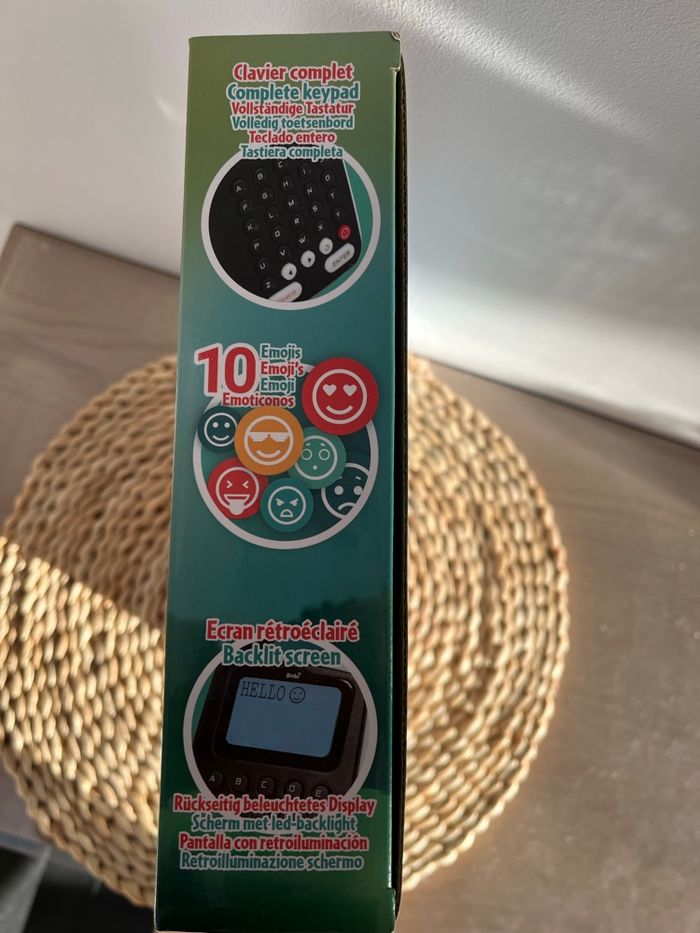 Clavier complet
Complete keypad
Vollständige Tastatur
Volledig toetsenbord
Teclado entero
Tastiera completa
A B C
F G H I O
K L M N
P Q R S T
U V W X Y
Z
ENTER
10
Emojis
Emoji's
Emoji
Emoticonos
Ecran rétroéclairé
Backlit screen
HELLO
A B C D E
Rückseitig beleuchtetes Display
Scherm met led-backlight
Pantalla con retroiluminación
Retroilluminazione schermo